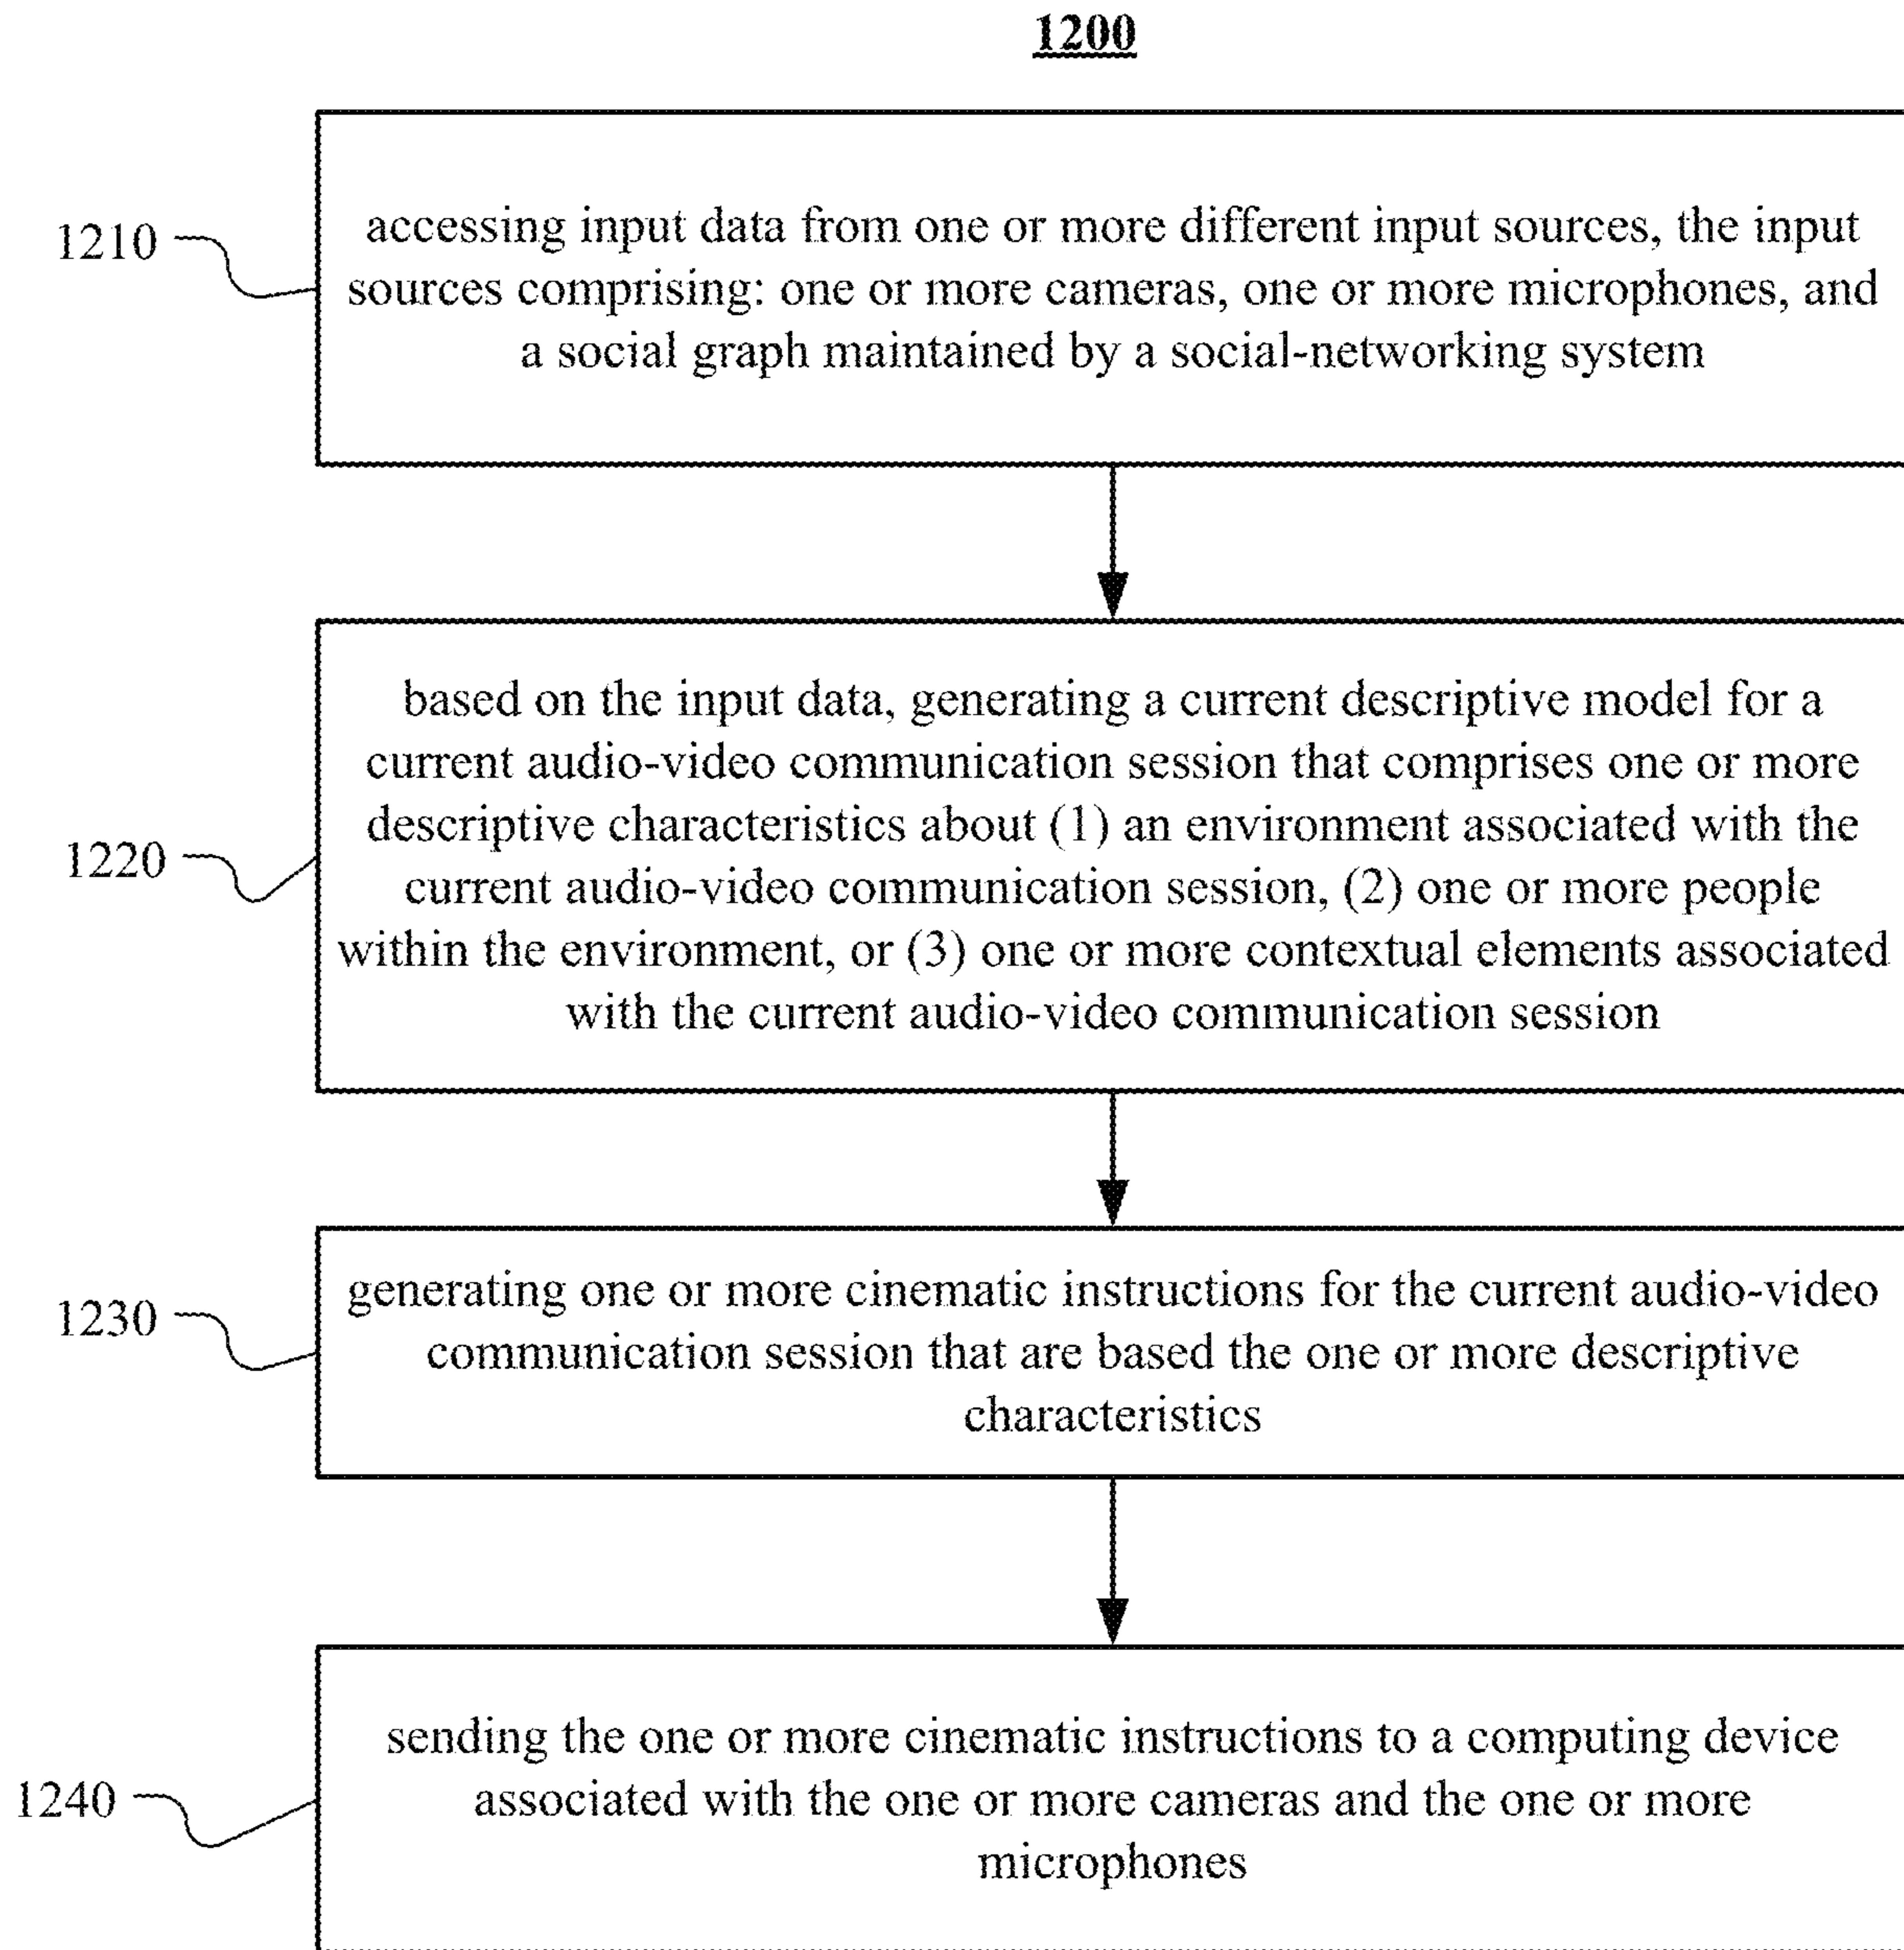 1200
1210
accessing input data from one or more different input sources, the input
sources comprising: one or more cameras, one or more microphones, and
a social graph maintained by a social-networking system
1220
based on the input data, generating a current descriptive model for a
current audio-video communication session that comprises one or more
descriptive characteristics about (1) an environment associated with the
current audio-video communication session, (2) one or more people
within the environment, or (3) one or more contextual elements associated
with the current audio-video communication session
1230
generating one or more cinematic instructions for the current audio-video
communication session that are based the one or more descriptive
characteristics
1240
sending the one or more cinematic instructions to a computing device
associated with the one or more cameras and the one or more
microphones